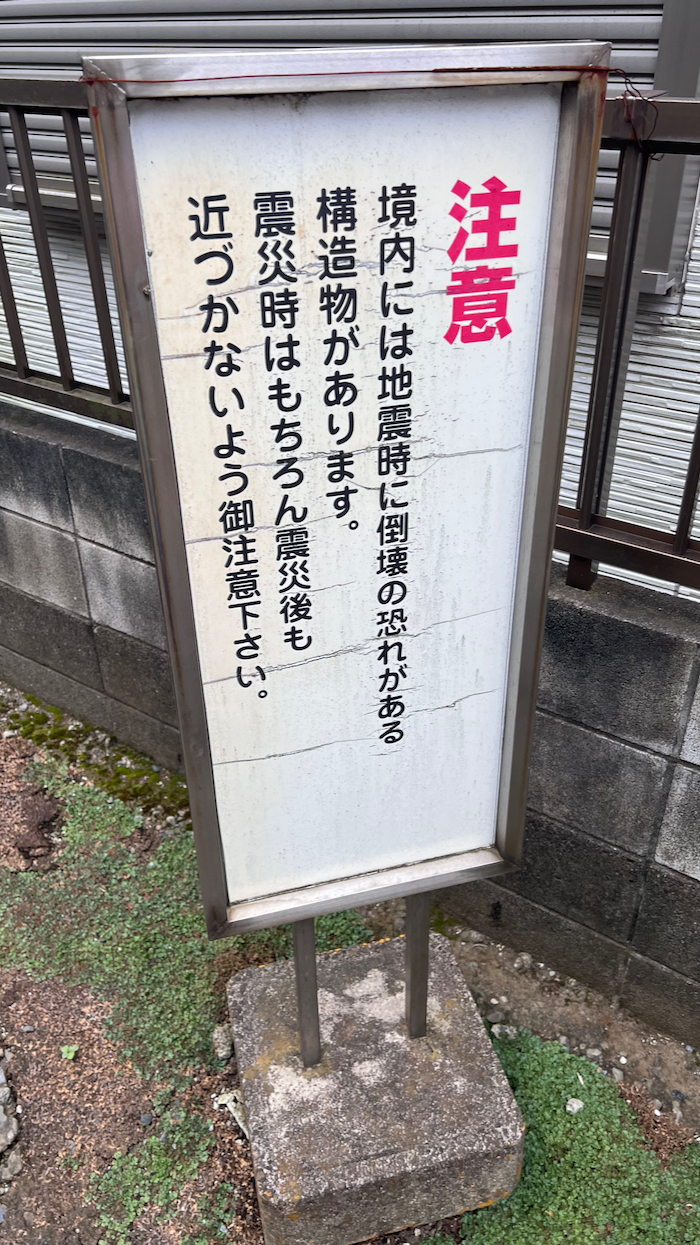 注意
境内には地震時に倒壊の恐れがある
構造物があります。
震災時はもちろん震災後も
近づかないよう御注意下さい。